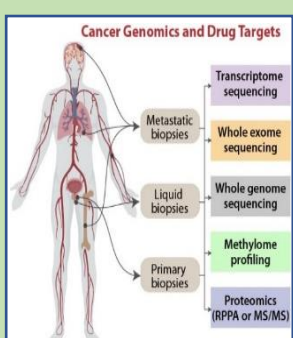 Cancer Genomics and Drug Targets
Metastatic
biopsies
Liquid
biopsies
Primary
biopsies
Transcriptome
sequencing
Whole exome
sequencing
Whole genome
sequencing
Methylome
profiling
Proteomics
(RPPA or MS/MS)